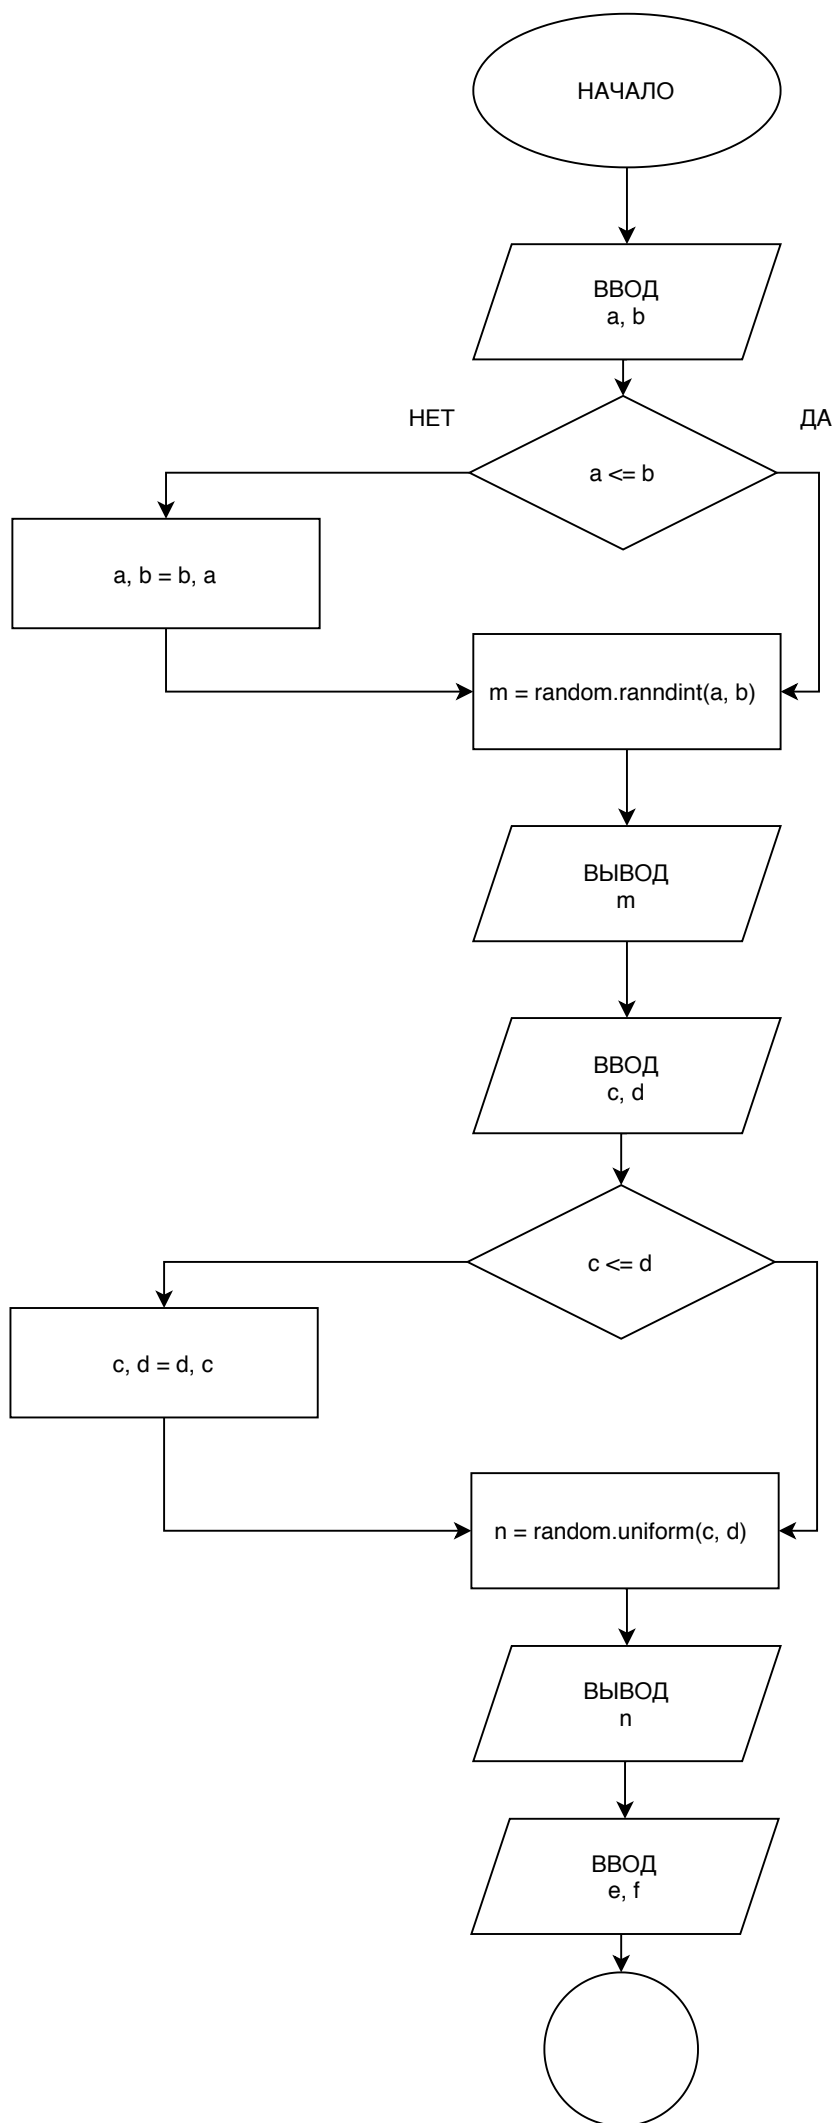 НАЧАЛО
ВВОД
a, b
НЕТ
ДА
a <= b
a, b = b, a
m = random.ranndint(a, b)
ВЫВОД
m
ВВОД
c, d
c <= d
c, d = d, c
n = random.uniform(c, d)
ВЫВОД
n
ВВОД
e, f